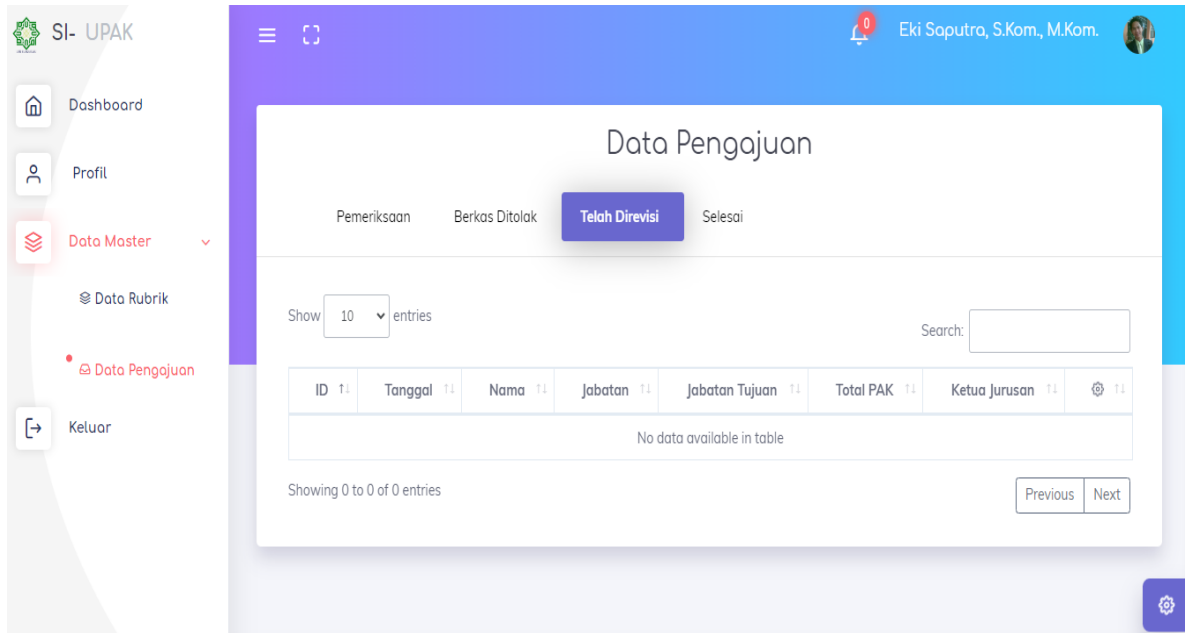 SI- UPAK
0
Eki Saputra, S.Kom., M.Kom.
Dashboard
Profil
Data Master
Data Rubrik
Data Pengajuan
Keluar
Data Pengajuan
Pemeriksaan Berkas Ditolak Telah Direvisi Selesai
Show 10 entries
Search:
ID Tanggal Nama Jabatan Jabatan Tujuan Total PAK Ketua Jurusan
No data available in table
Showing 0 to 0 of 0 entries
Previous Next